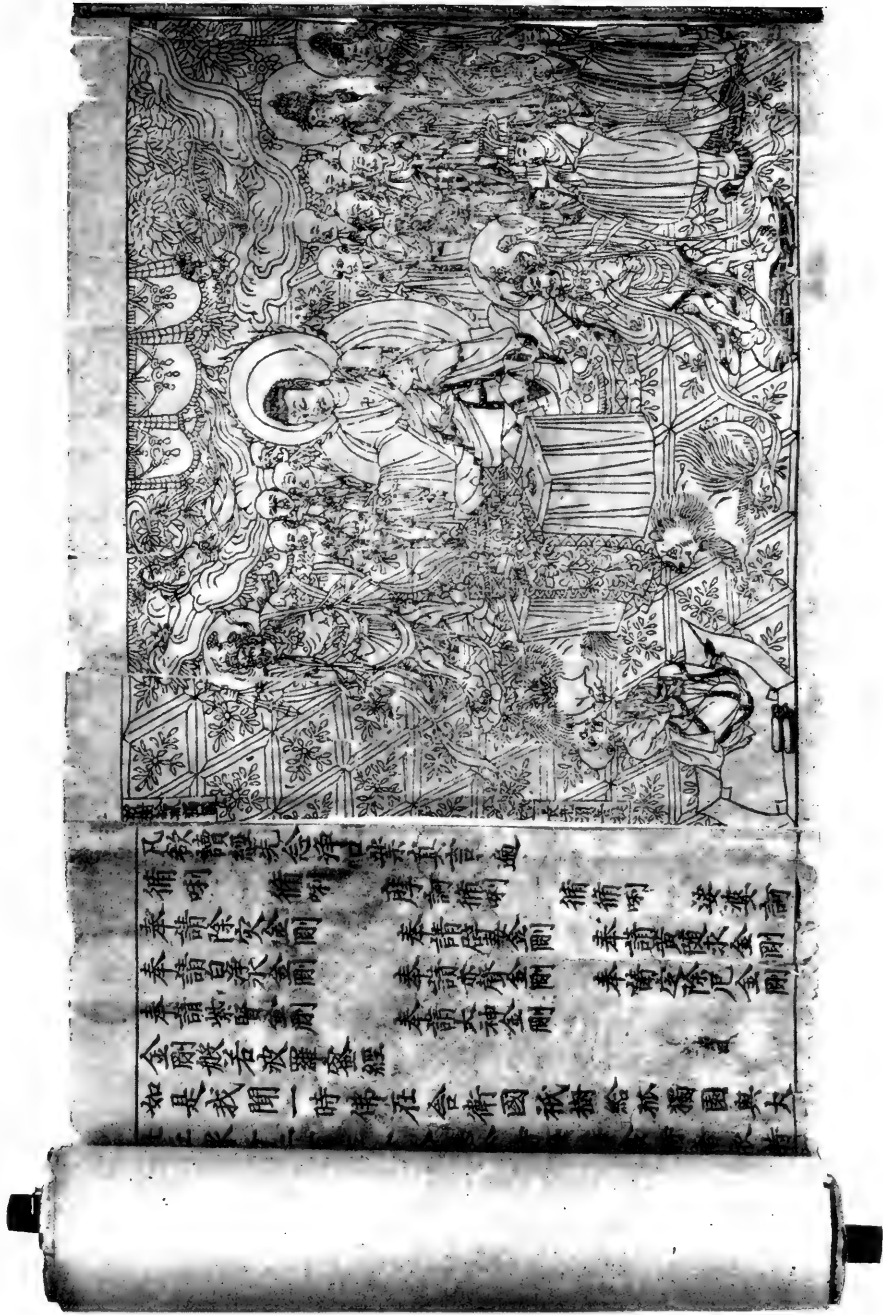 凡欲讀經先念淨口業真言遍
脩唎 脩唎 摩訶脩唎 脩脩唎 娑婆訶
奉請除災金剛 奉請辟毒金剛 奉請黃隨求金剛
奉請白淨水金剛 奉請赤聲金剛 奉請定除厄金剛
奉請紫賢金剛 奉請大神金剛
金剛般若波羅蜜經
如是我聞一時佛在舍衛國祇樹給孤獨園與大